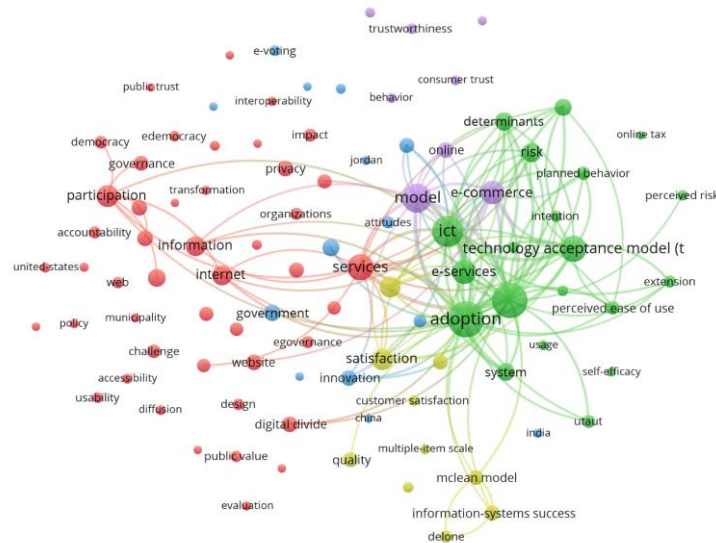 trustworthiness
e-voting
consumer trust
public trust
behavior
interoperability
determinants
impact
online tax
democracy
edemocracy
online
risk
governance
jordan
privacy
planned behavior
transformation
e-commerce
participation
model
perceived risk
organizations
intention
attitudes
accountability
ict
information
technology acceptance model (t
united-states
services
internet
e-services
web
extension
perceived ease of use
municipality
government
adoption
policy
egovernance
usage
challenge
satisfaction
website
system
self-efficacy
accessibility
innovation
usability
customer satisfaction
design
diffusion
china
utaut
digital divide
india
multiple-item scale
public value
quality
mclean model
evaluation
information-systems success
delone